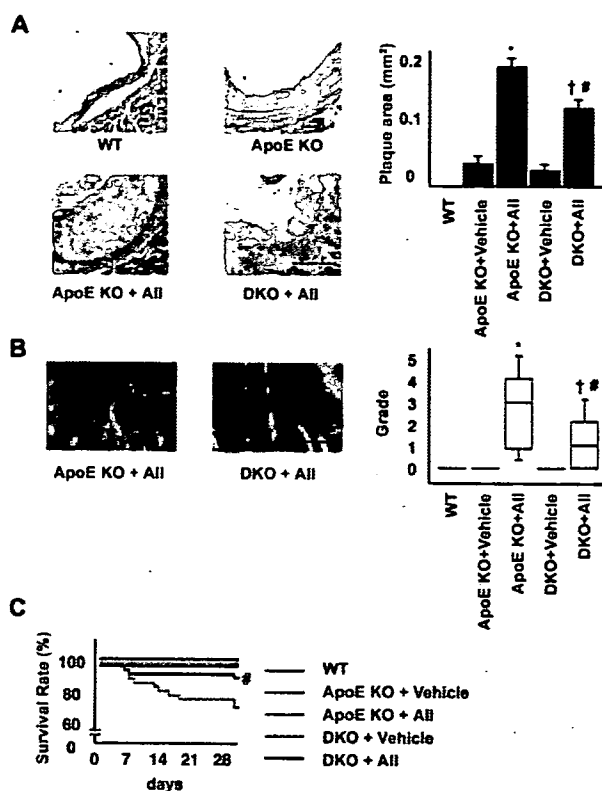 A
WT
ApoE KO
ApoE KO + AII
DKO + AII
Plaque area (mm²)
0.2
0.1
0
* † #
WT
ApoE KO+Vehicle
ApoE KO+AII
DKO+Vehicle
DKO+AII
B
ApoE KO + AII
DKO + AII
Grade
5
4
3
2
1
0
* † #
WT
ApoE KO+Vehicle
ApoE KO+AII
DKO+Vehicle
DKO+AII
C
Survival Rate (%)
100
80
60
0
#
0 7 14 21 28
days
WT
ApoE KO + Vehicle
ApoE KO + AII
DKO + Vehicle
DKO + AII